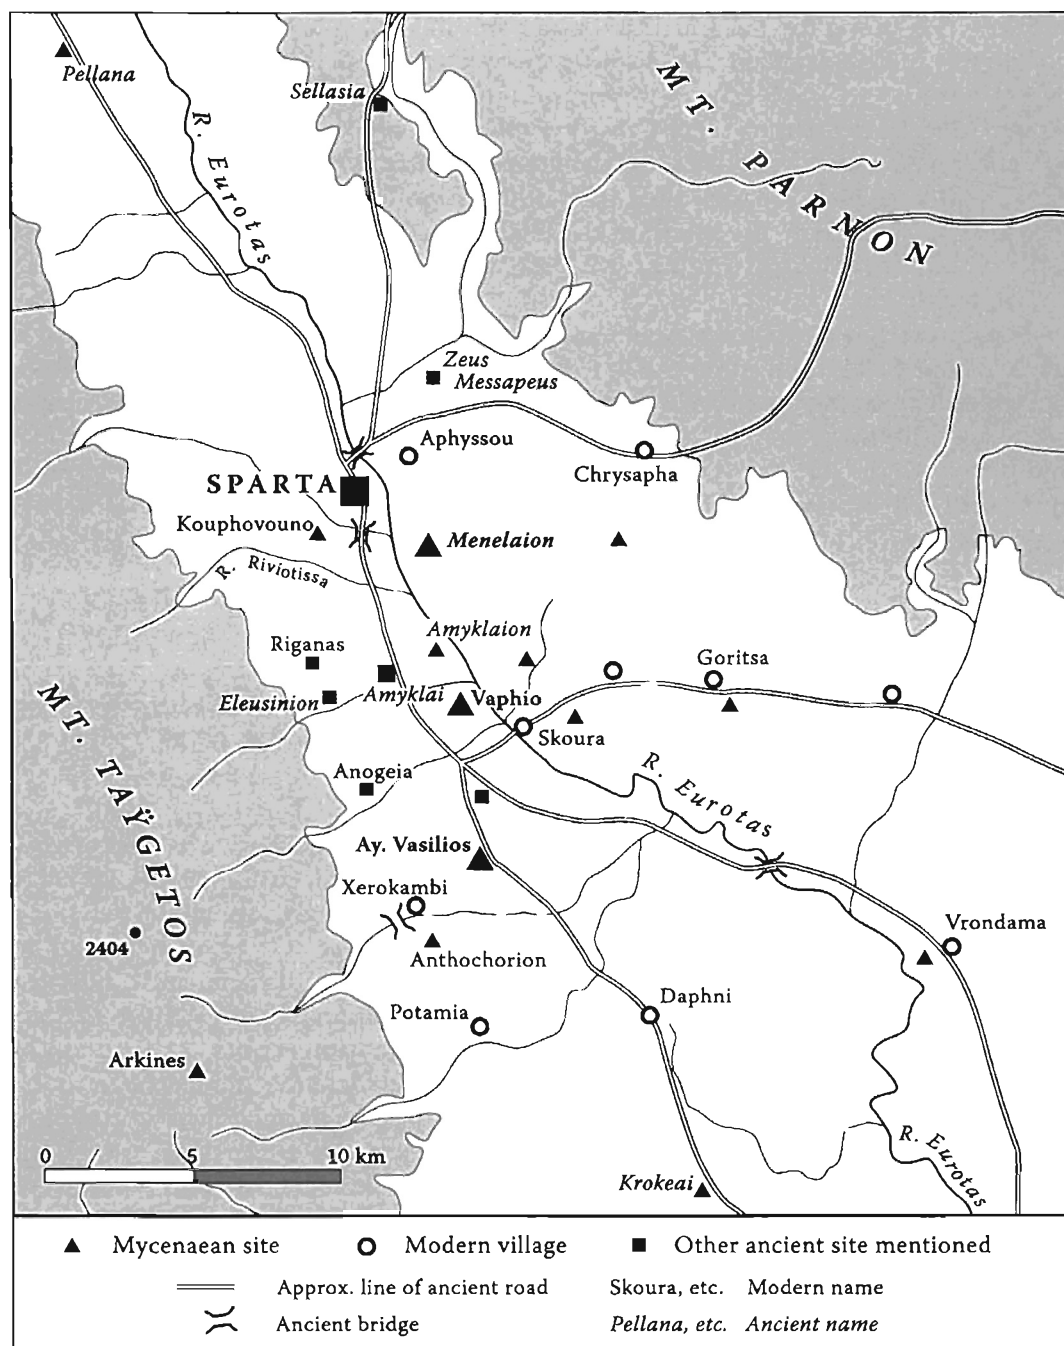 Pellana
Sellasia
R. Eurotas
MT. PARNON
Zeus
Messapeus
Aphyssou
Chrysapha
SPARTA
Kouphovouno
Menelaion
R. Riviotissa
Amyklaion
Riganas
Goritsa
Eleusinion
Amyklai
Vaphio
Skoura
MT. TAŸGETOS
Anogeia
R. Eurotas
Ay. Vasilios
Xerokambi
2404
Anthochorion
Vrondama
Potamia
Daphni
Arkines
R. Eurotas
0 5 10 km
Krokeai
Mycenaean site
Modern village
Other ancient site mentioned
Approx. line of ancient road
Skoura, etc. Modern name
Ancient bridge
Pellana, etc. Ancient name